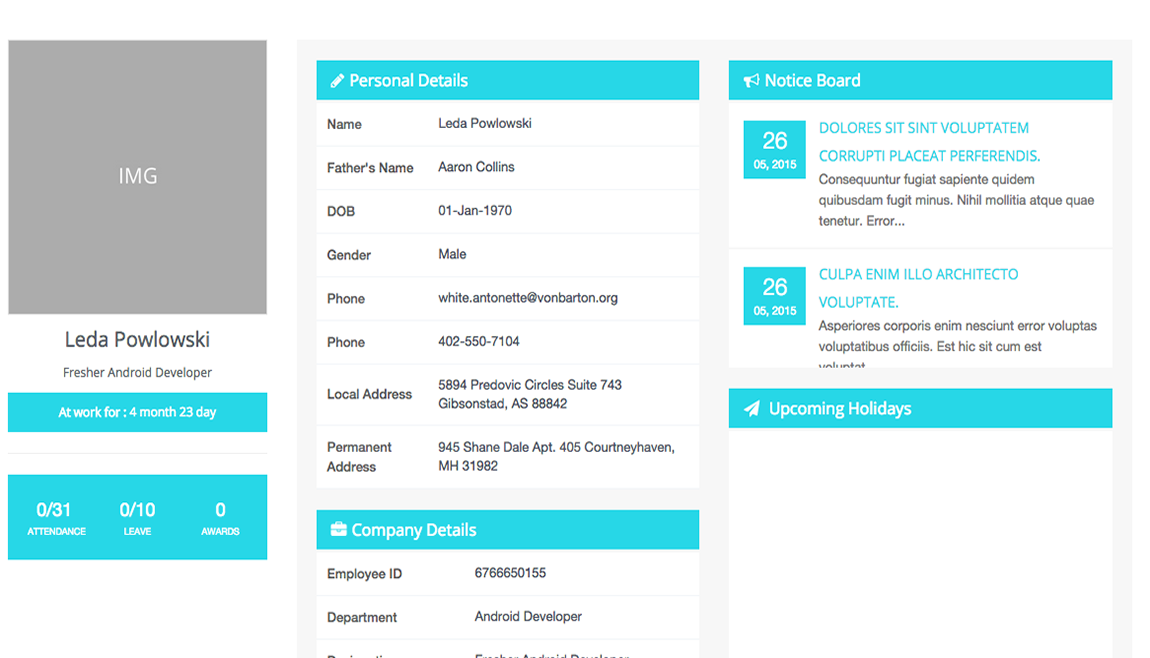 IMG
Leda Powlowski
Fresher Android Developer
At work for : 4 month 23 day
0/31 0/10 0
ATTENDANCE LEAVE AWARDS
Personal Details
Name Leda Powlowski
Father's Name Aaron Collins
DOB 01-Jan-1970
Gender Male
Phone white.antonette@vonbarton.org
Phone 402-550-7104
Local Address 5894 Predovic Circles Suite 743
Gibsonstad, AS 88842
Permanent
Address
945 Shane Dale Apt. 405 Courtneyhaven,
MH 31982
Company Details
Employee ID 6766650155
Department Android Developer
Fresher Android Developer
Notice Board
26
05, 2015
DOLORES SIT SINT VOLUPTATEM
CORRUPTI PLACEAT PERFERENDIS.
Consequuntur fugiat sapiente quidem
quibusdam fugit minus. Nihil mollitia atque quae
tenetur. Error...
26
05, 2015
CULPA ENIM ILLO ARCHITECTO
VOLUPTATE.
Asperiores corporis enim nesciunt error voluptas
voluptatibus officiis. Est hic sit cum est
voluptat
Upcoming Holidays